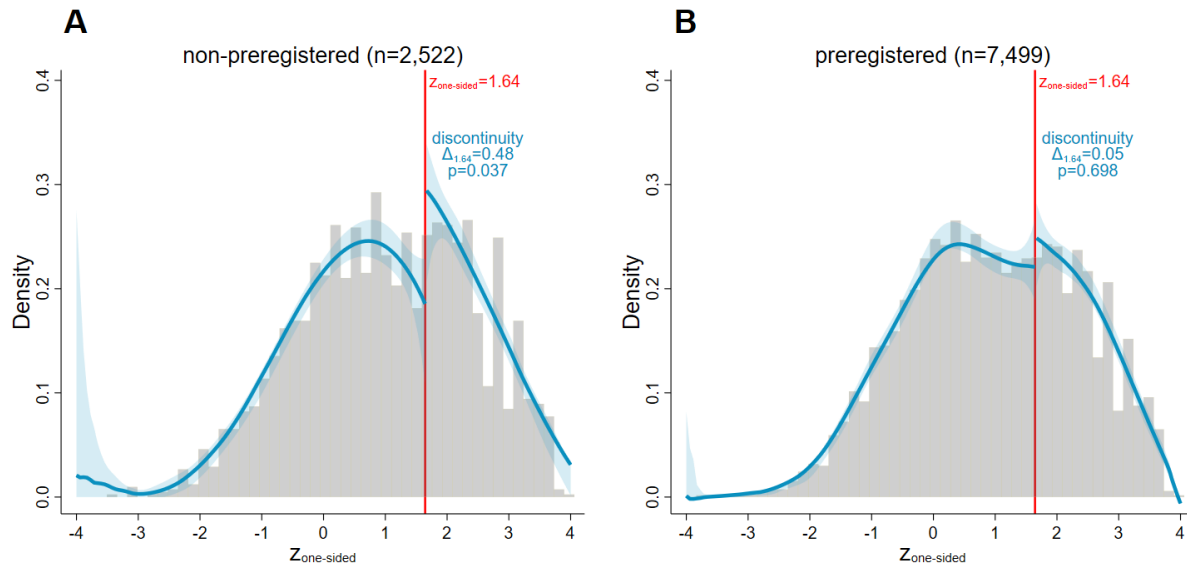 A
non-preregistered (n=2,522)
z one-sided=1.64
discontinuity
Δ1.64=0.48
p=0.037
Density
0.0
0.1
0.2
0.3
0.4
-4 -3 -2 -1 0 1 2 3 4
z one-sided
B
preregistered (n=7,499)
z one-sided=1.64
discontinuity
Δ1.64=0.05
p=0.698
Density
0.0
0.1
0.2
0.3
0.4
-4 -3 -2 -1 0 1 2 3 4
z one-sided